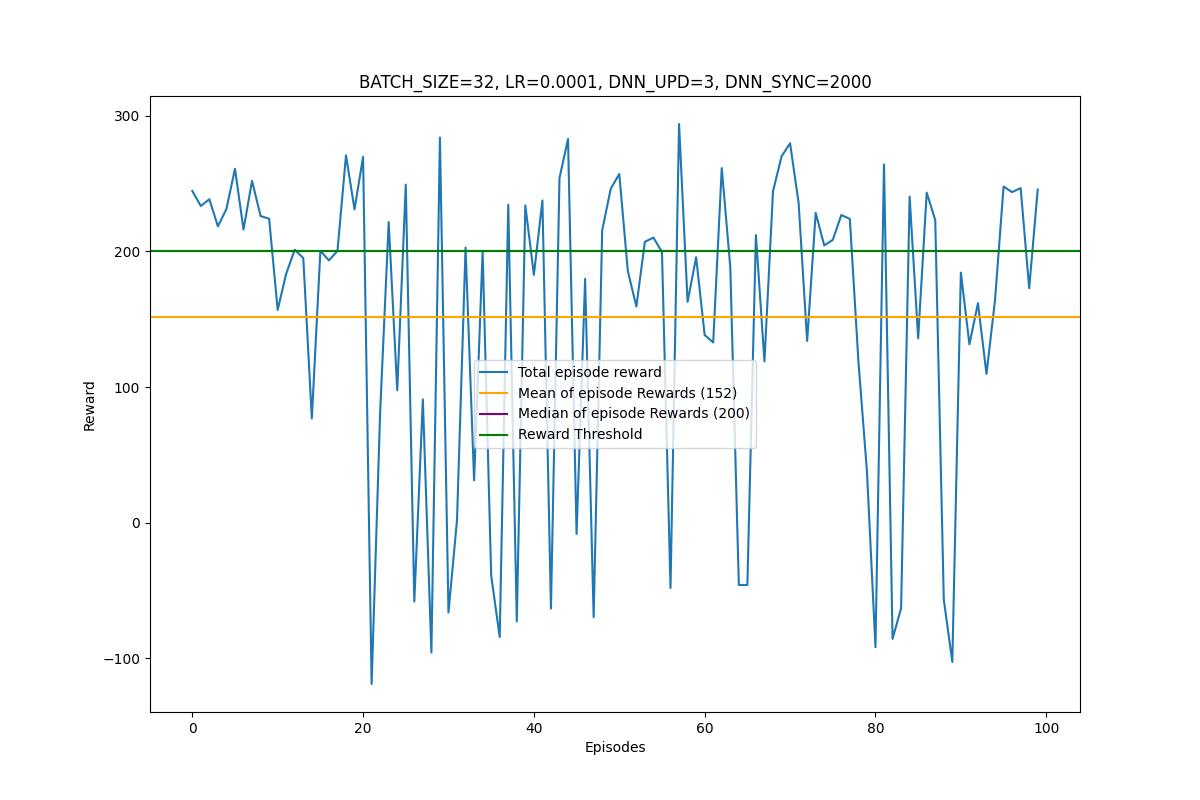 BATCH_SIZE=32, LR=0.0001, DNN_UPD=3, DNN_SYNC=2000
300
200
100
0
−100
Reward
Total episode reward
Mean of episode Rewards (152)
Median of episode Rewards (200)
Reward Threshold
0 20 40 60 80 100
Episodes